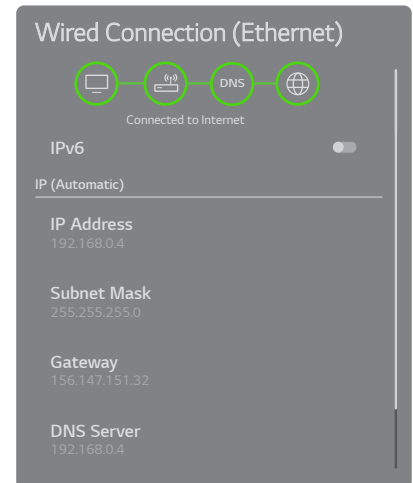 Wired Connection (Ethernet)
DNS
Connected to Internet
IPv6
IP (Automatic)
IP Address
192.168.0.4
Subnet Mask
255.255.255.0
Gateway
156.147.151.32
DNS Server
192.168.0.4